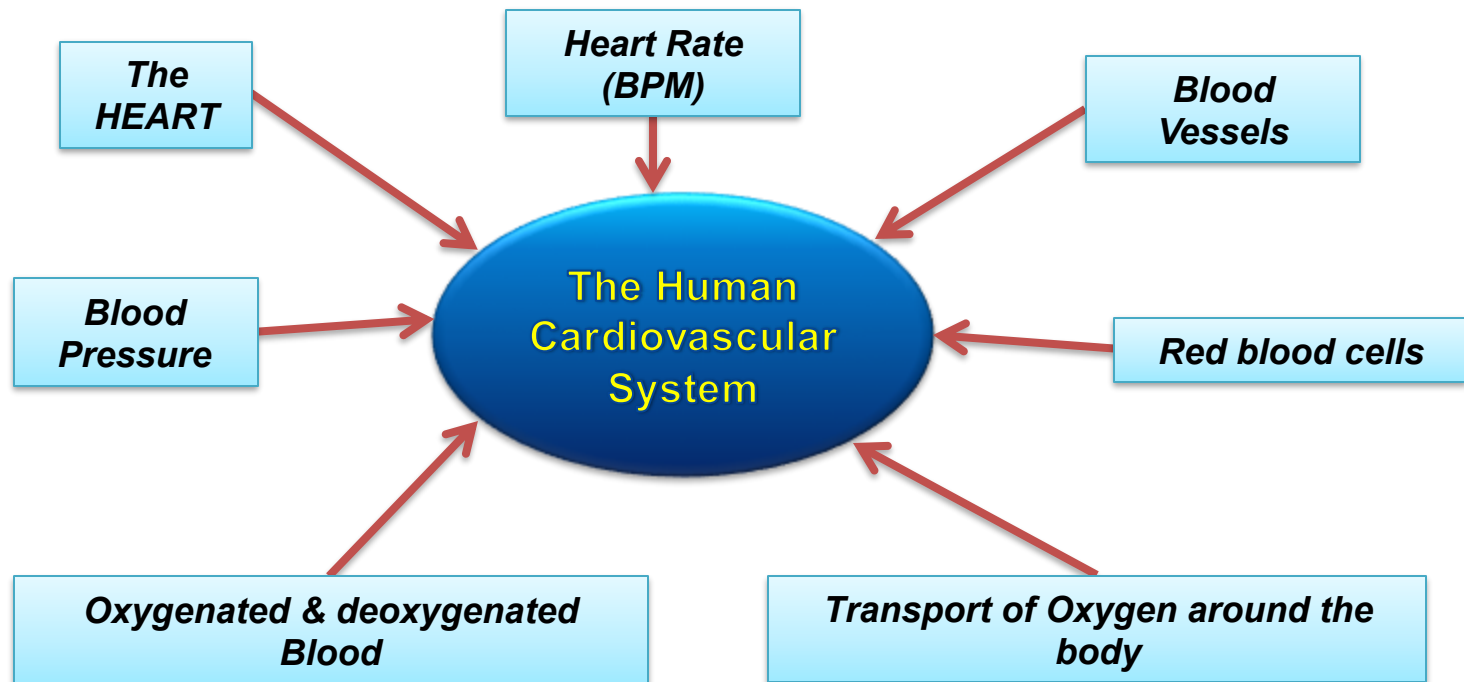 The
HEART
Heart Rate
(BPM)
Blood
Vessels
Blood
Pressure
The Human
Cardiovascular
System
Red blood cells
Oxygenated & deoxygenated
Blood
Transport of Oxygen around the
body